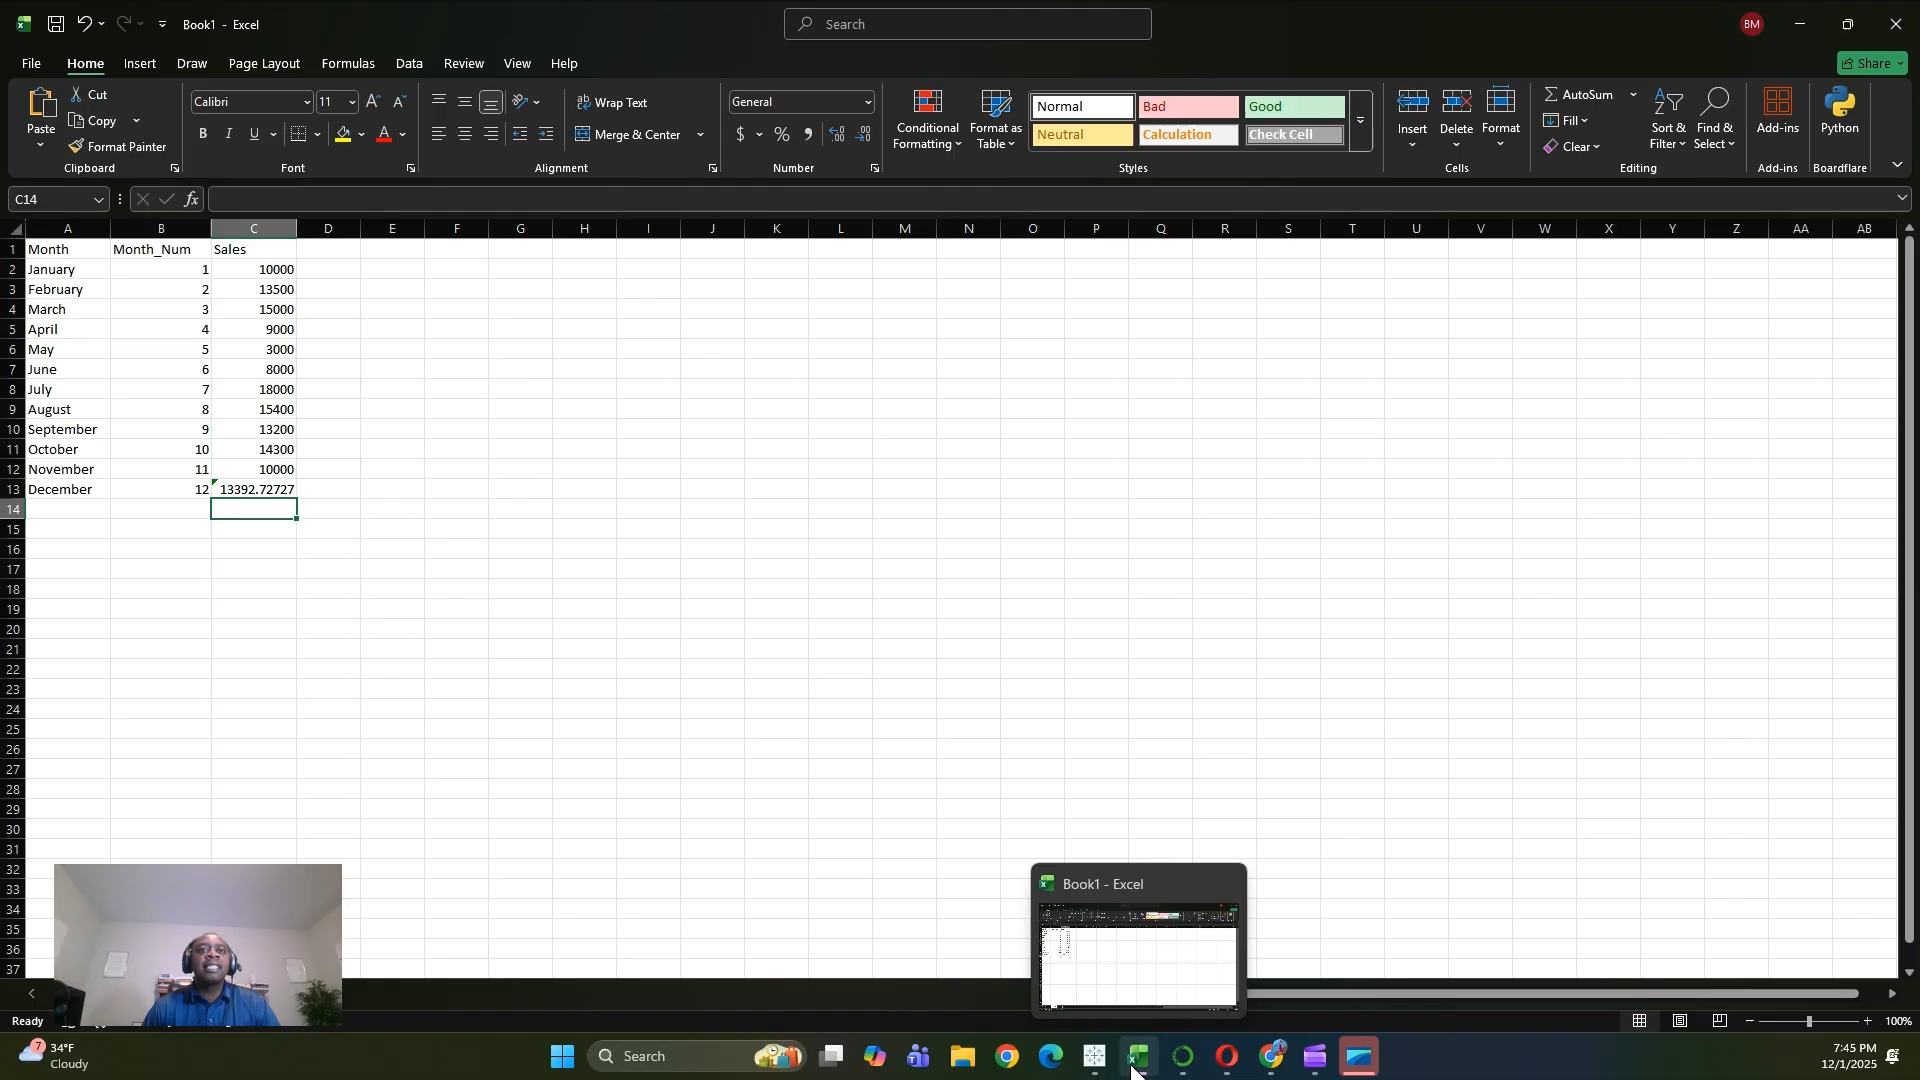 Book1 - Excel
Search
BM
File Home Insert Draw Page Layout Formulas Data Review View Help
Share
Paste
Cut
Copy
Format Painter
Clipboard
Calibri 11
B I U
Font
Wrap Text
Merge & Center
Alignment
General
$ % ,
Number
Conditional Formatting
Format as Table
Normal Bad Good
Neutral Calculation Check Cell
Styles
Insert Delete Format
Cells
AutoSum
Fill
Clear
Sort & Filter
Find & Select
Editing
Add-ins
Add-ins
Python
Boardflare
C14
fx
A B C D E F G H I J K L M N O P Q R S T U V W X Y Z AA AB
1 Month Month_Num Sales
2 January 1 10000
3 February 2 13500
4 March 3 15000
5 April 4 9000
6 May 5 3000
7 June 6 8000
8 July 7 18000
9 August 8 15400
10 September 9 13200
11 October 10 14300
12 November 11 10000
13 December 12 13392.72727
14
15
16
17
18
19
20
21
22
23
24
25
26
27
28
29
30
31
32
33
34
35
36
37
Book1 - Excel
Ready
100%
7
34°F
Cloudy
Search
7:45 PM
12/1/2025